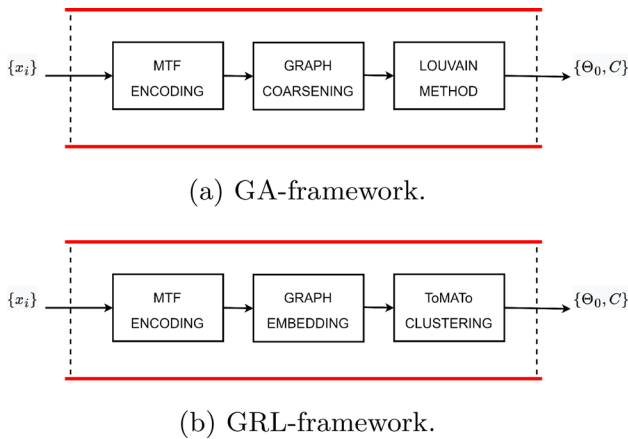 {x_i}
MTF
ENCODING
GRAPH
COARSENING
LOUVAIN
METHOD
{Θ_0, C}
(a) GA-framework.
{x_i}
MTF
ENCODING
GRAPH
EMBEDDING
ToMATo
CLUSTERING
{Θ_0, C}
(b) GRL-framework.